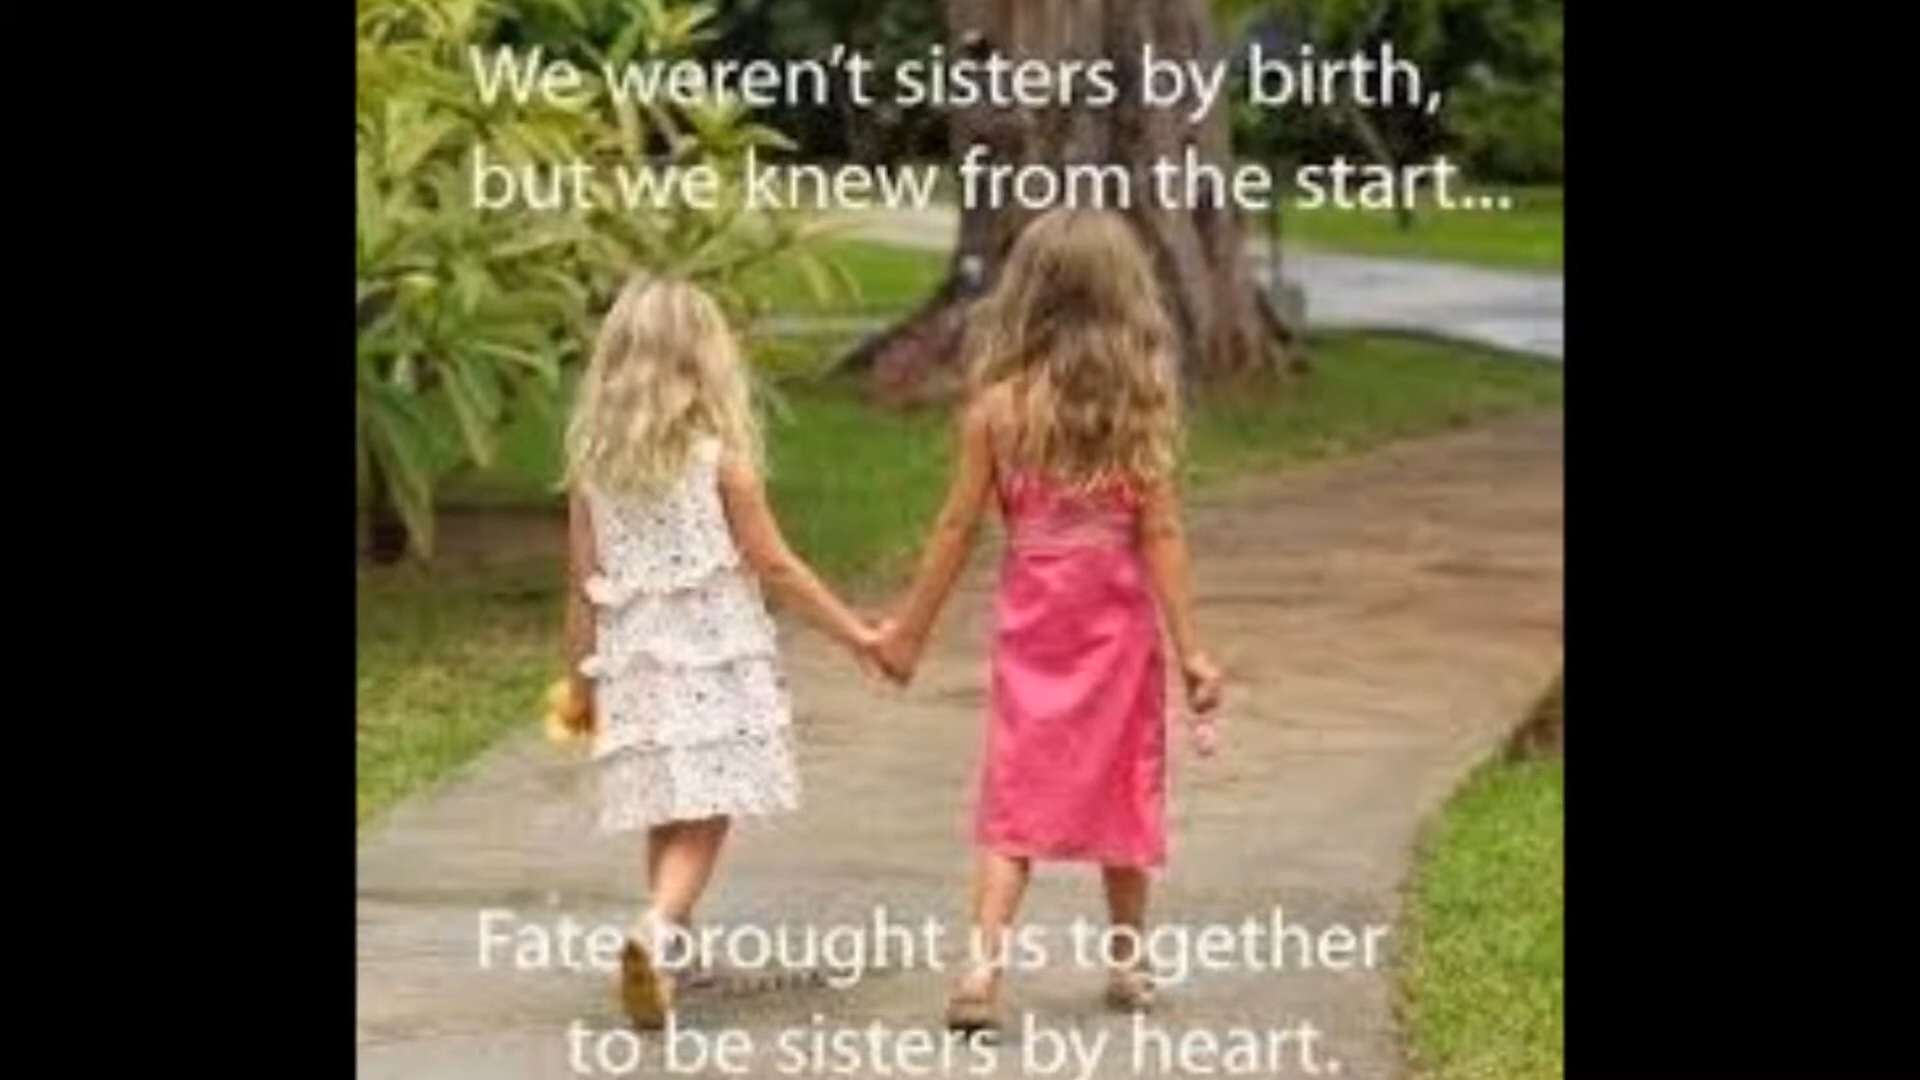 We weren't sisters by birth,
but we knew from the start...
Fate brought us together
to be sisters by heart.